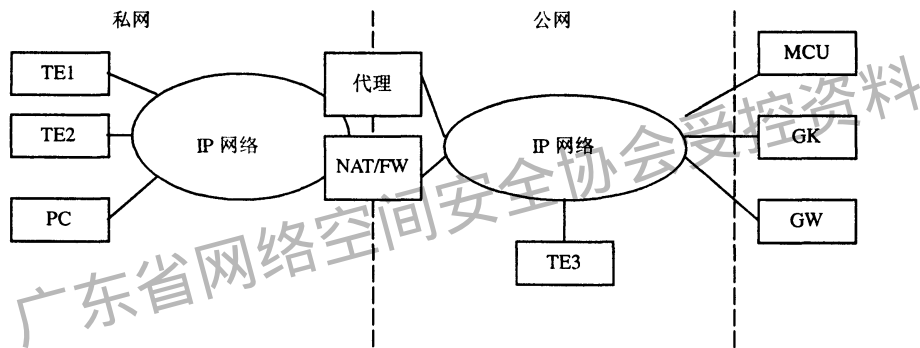 私网
公网
TE1
TE2
PC
IP 网络
代理
NAT/FW
IP 网络
TE3
MCU
GK
GW
广东省网络空间安全协会受控资料